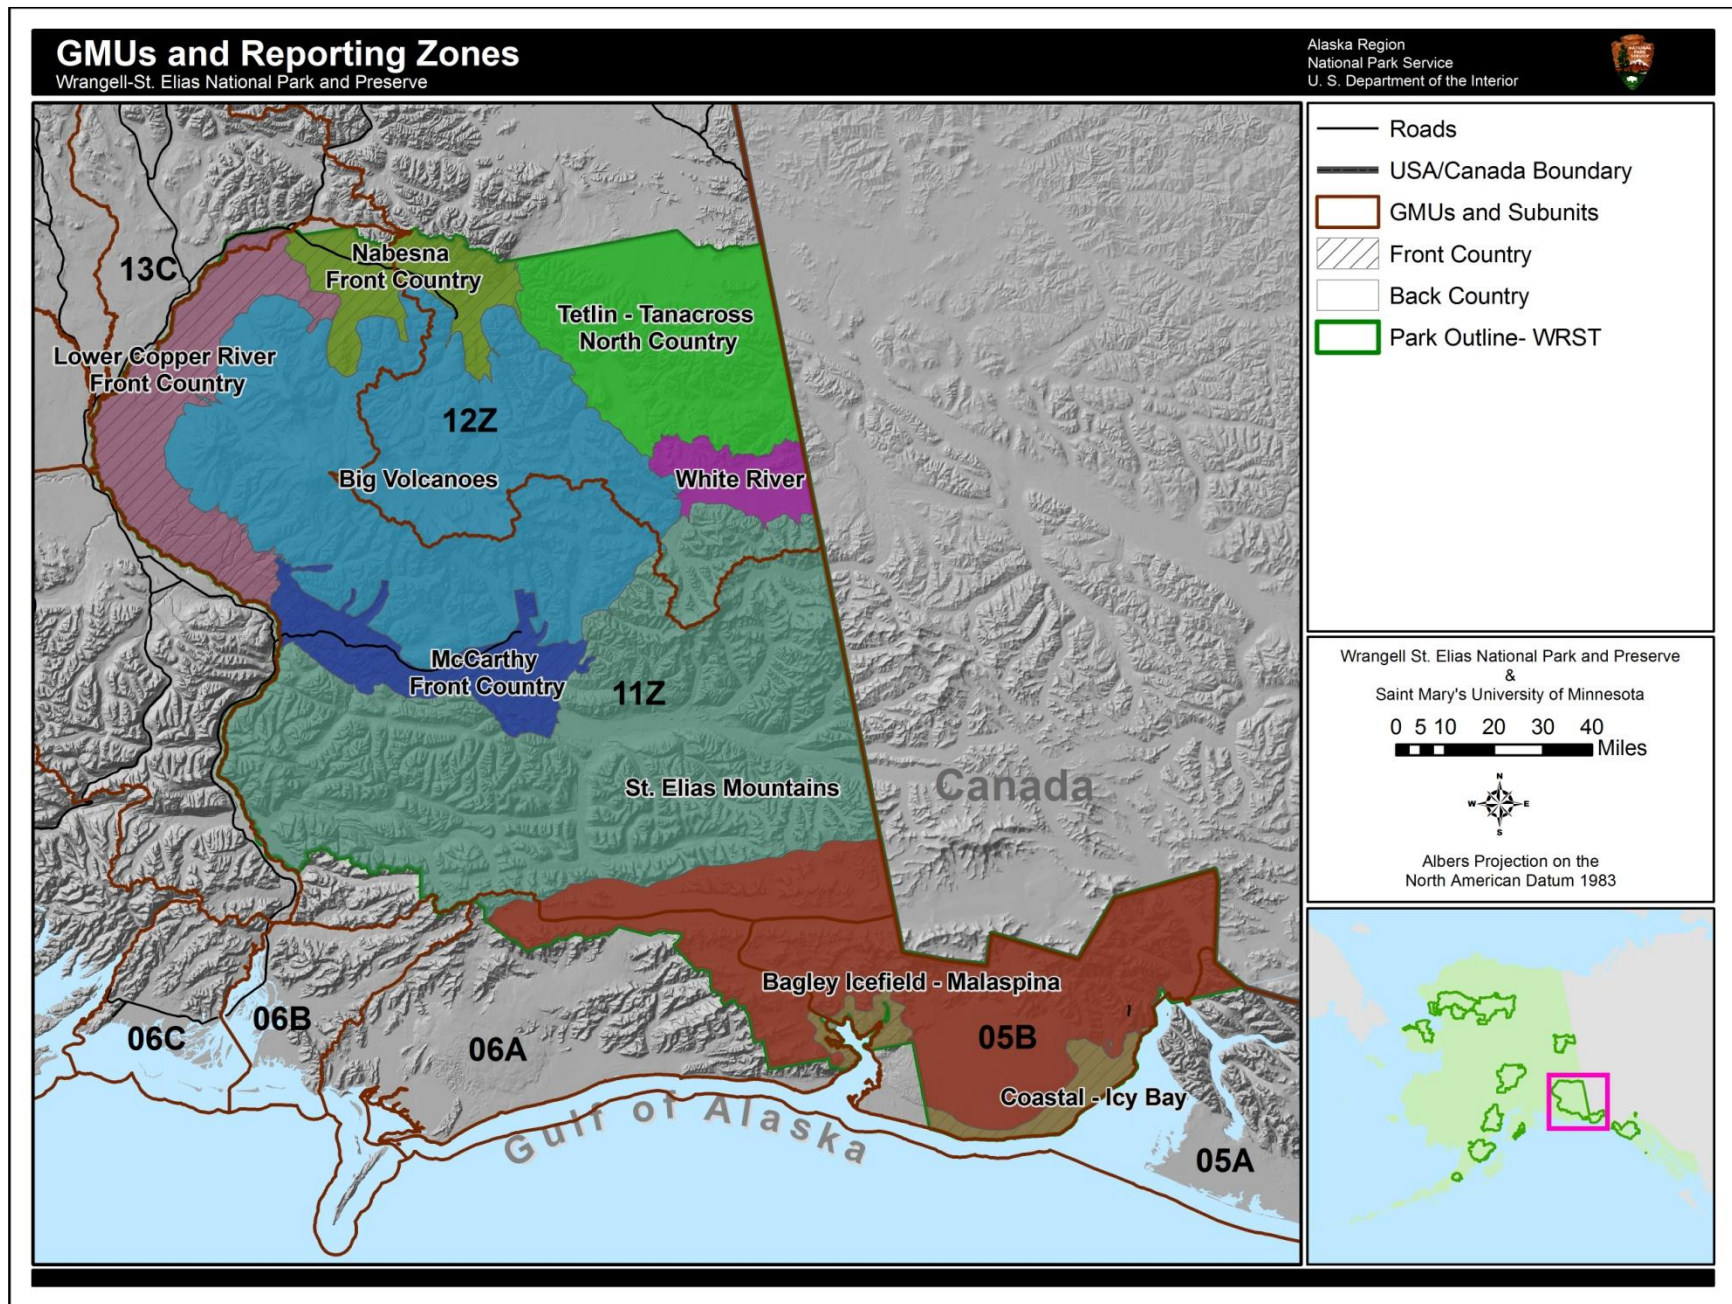 GMUs and Reporting Zones
Wrangell-St. Elias National Park and Preserve
Alaska Region
National Park Service
U. S. Department of the Interior
NATIONAL
PARK
SERVICE
Roads
USA/Canada Boundary
GMUs and Subunits
Front Country
Back Country
Park Outline- WRST
13C
Nabesna
Front Country
Tetlin - Tanacross
North Country
Lower Copper River
Front Country
12Z
Big Volcanoes
White River
McCarthy
Front Country
11Z
St. Elias Mountains
Canada
Bagley Icefield - Malaspina
06C
06B
06A
05B
Coastal - Icy Bay
05A
Gulf of Alaska
Wrangell St. Elias National Park and Preserve
&
Saint Mary's University of Minnesota
0 5 10 20 30 40
Miles
N
W E
S
Albers Projection on the
North American Datum 1983